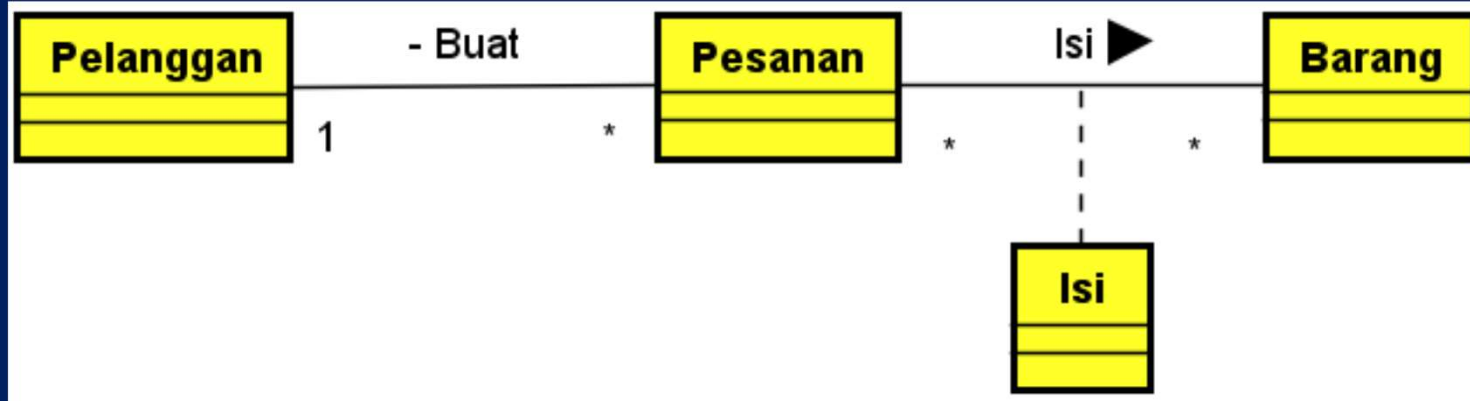 Pelanggan
- Buat
Pesanan
Isi
Barang
1
*
*
*
Isi